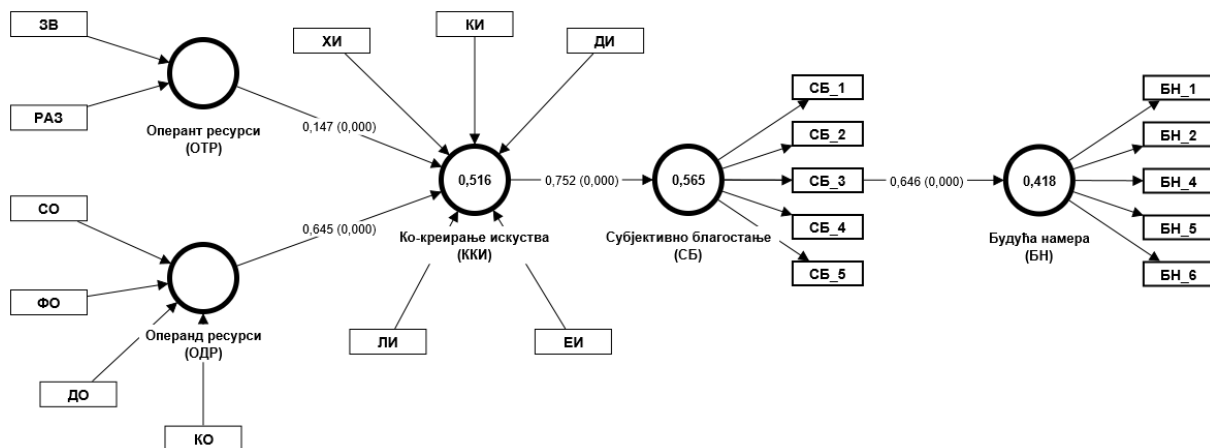 ЗВ
РАЗ
Оперант ресурси
(ОТР)
0,147 (0,000)
СО
ФО
ДО
КО
Операнд ресурси
(ОДР)
0,645 (0,000)
ХИ
КИ
ДИ
0,516
Ко-креирање искуства
(ККИ)
ЛИ
ЕИ
0,752 (0,000)
0,565
Субјективно благостање
(СБ)
СБ_1
СБ_2
СБ_3
СБ_4
СБ_5
0,646 (0,000)
0,418
Будућа намера
(БН)
БН_1
БН_2
БН_4
БН_5
БН_6